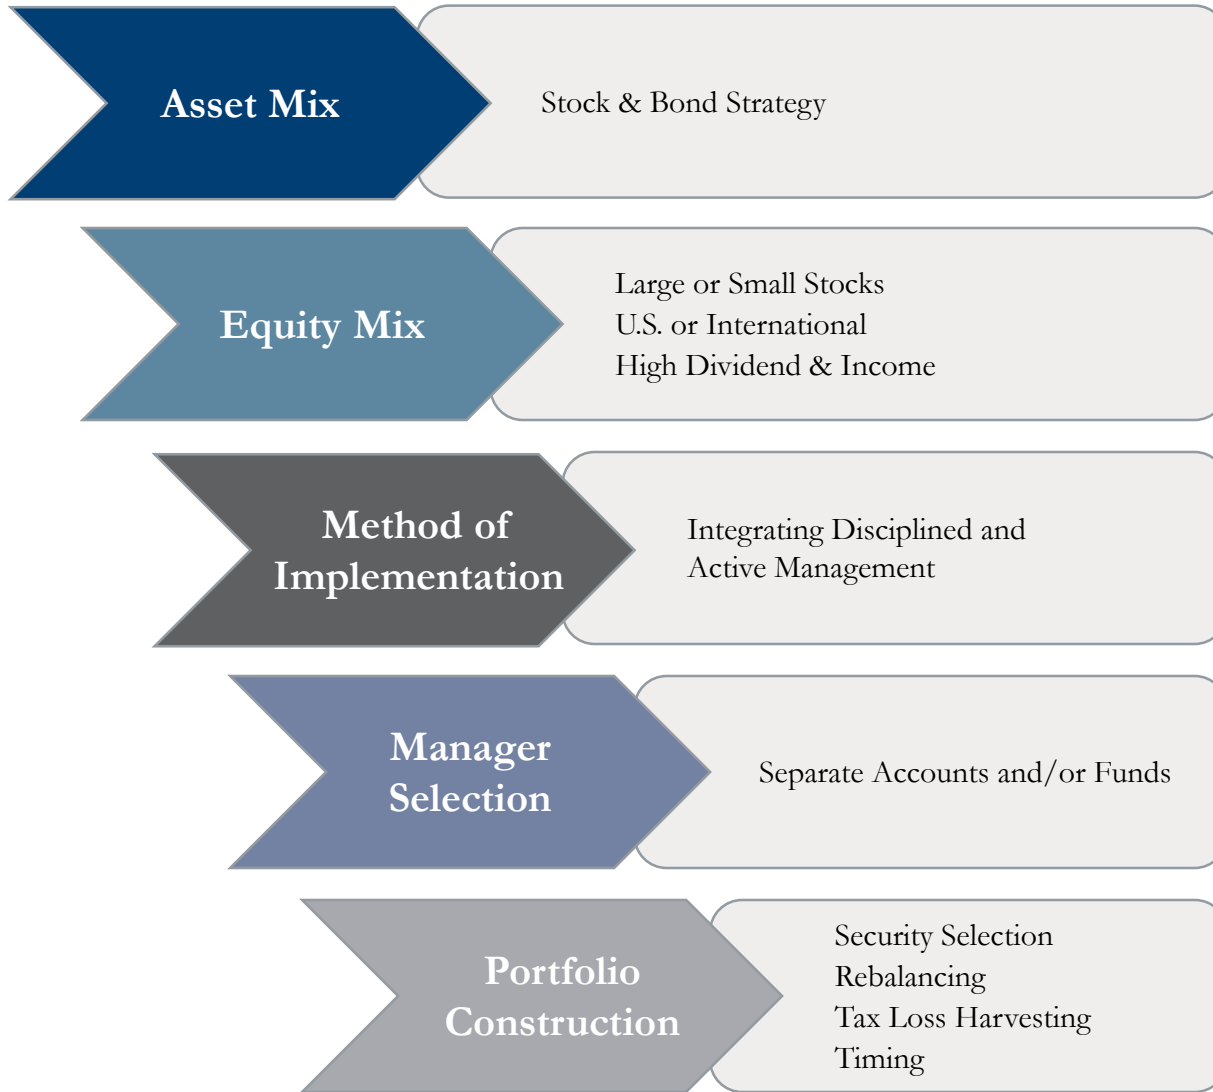 Asset Mix
Stock & Bond Strategy
Equity Mix
Large or Small Stocks
U.S. or International
High Dividend & Income
Method of
Implementation
Integrating Disciplined and
Active Management
Manager
Selection
Separate Accounts and/or Funds
Portfolio
Construction
Security Selection
Rebalancing
Tax Loss Harvesting
Timing